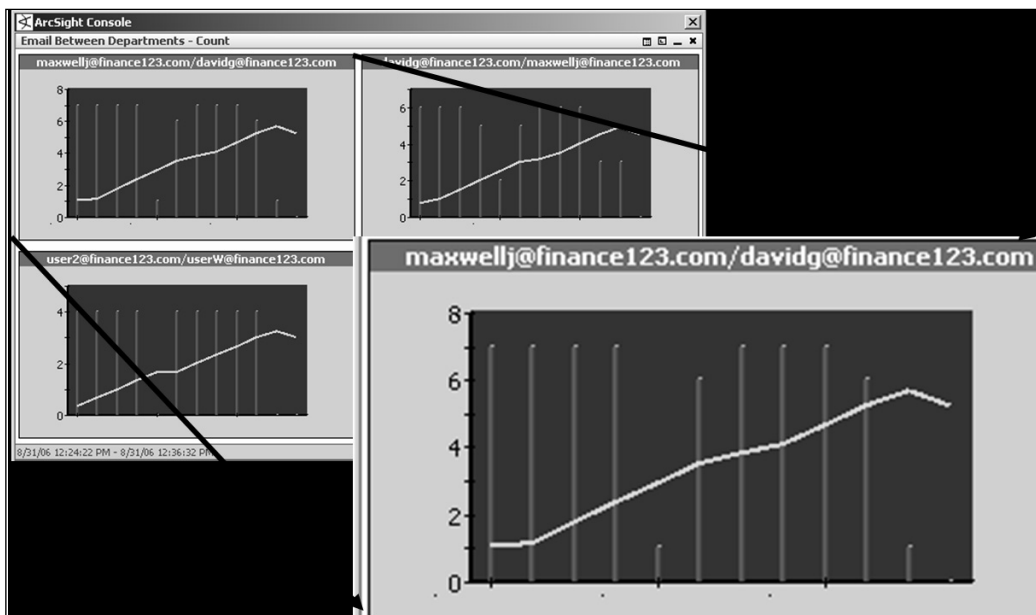 ArcSight Console
Email Between Departments - Count
maxwellj@finance123.com/davidg@finance123.com
davidg@finance123.com/maxwellj@finance123.com
8
6
4
2
0
6
4
2
0
user2@finance123.com/userW@finance123.com
4
2
0
8/31/06 12:24:22 PM - 8/31/06 12:36:32 PM
maxwellj@finance123.com/davidg@finance123.com
8
6
4
2
0